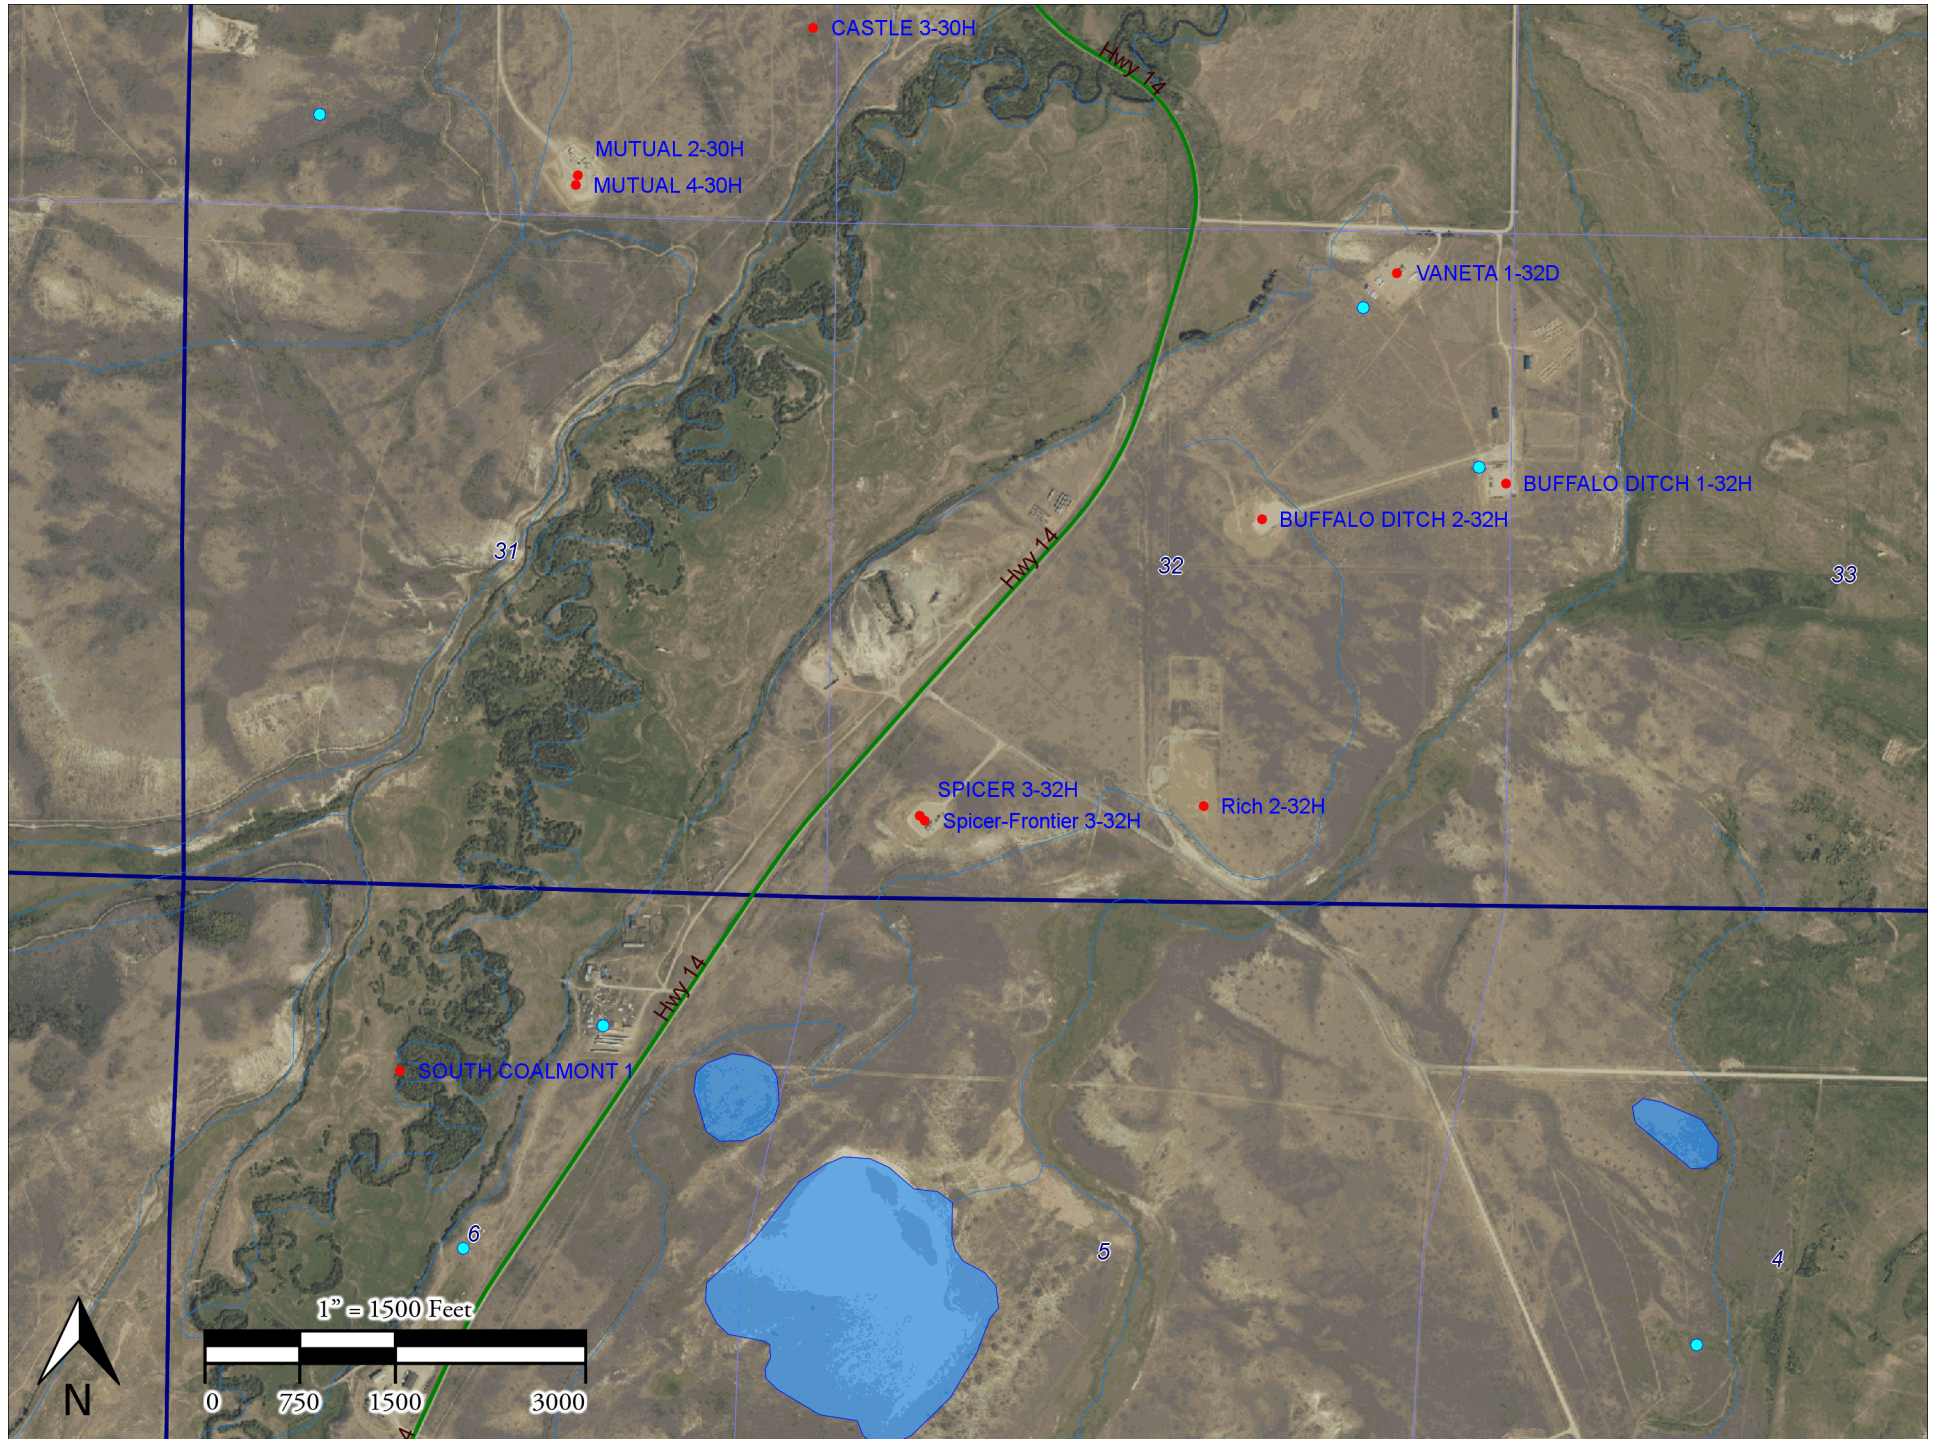 CASTLE 3-30H
Hwy 14
MUTUAL 2-30H
MUTUAL 4-30H
VANETA 1-32D
BUFFALO DITCH 1-32H
BUFFALO DITCH 2-32H
31
Hwy 14
32
33
SPICER 3-32H
Spicer-Frontier 3-32H
Rich 2-32H
Hwy 14
SOUTH COALMONT 1
6
5
4
1” = 1500 Feet
0 750 1500 3000
N
4